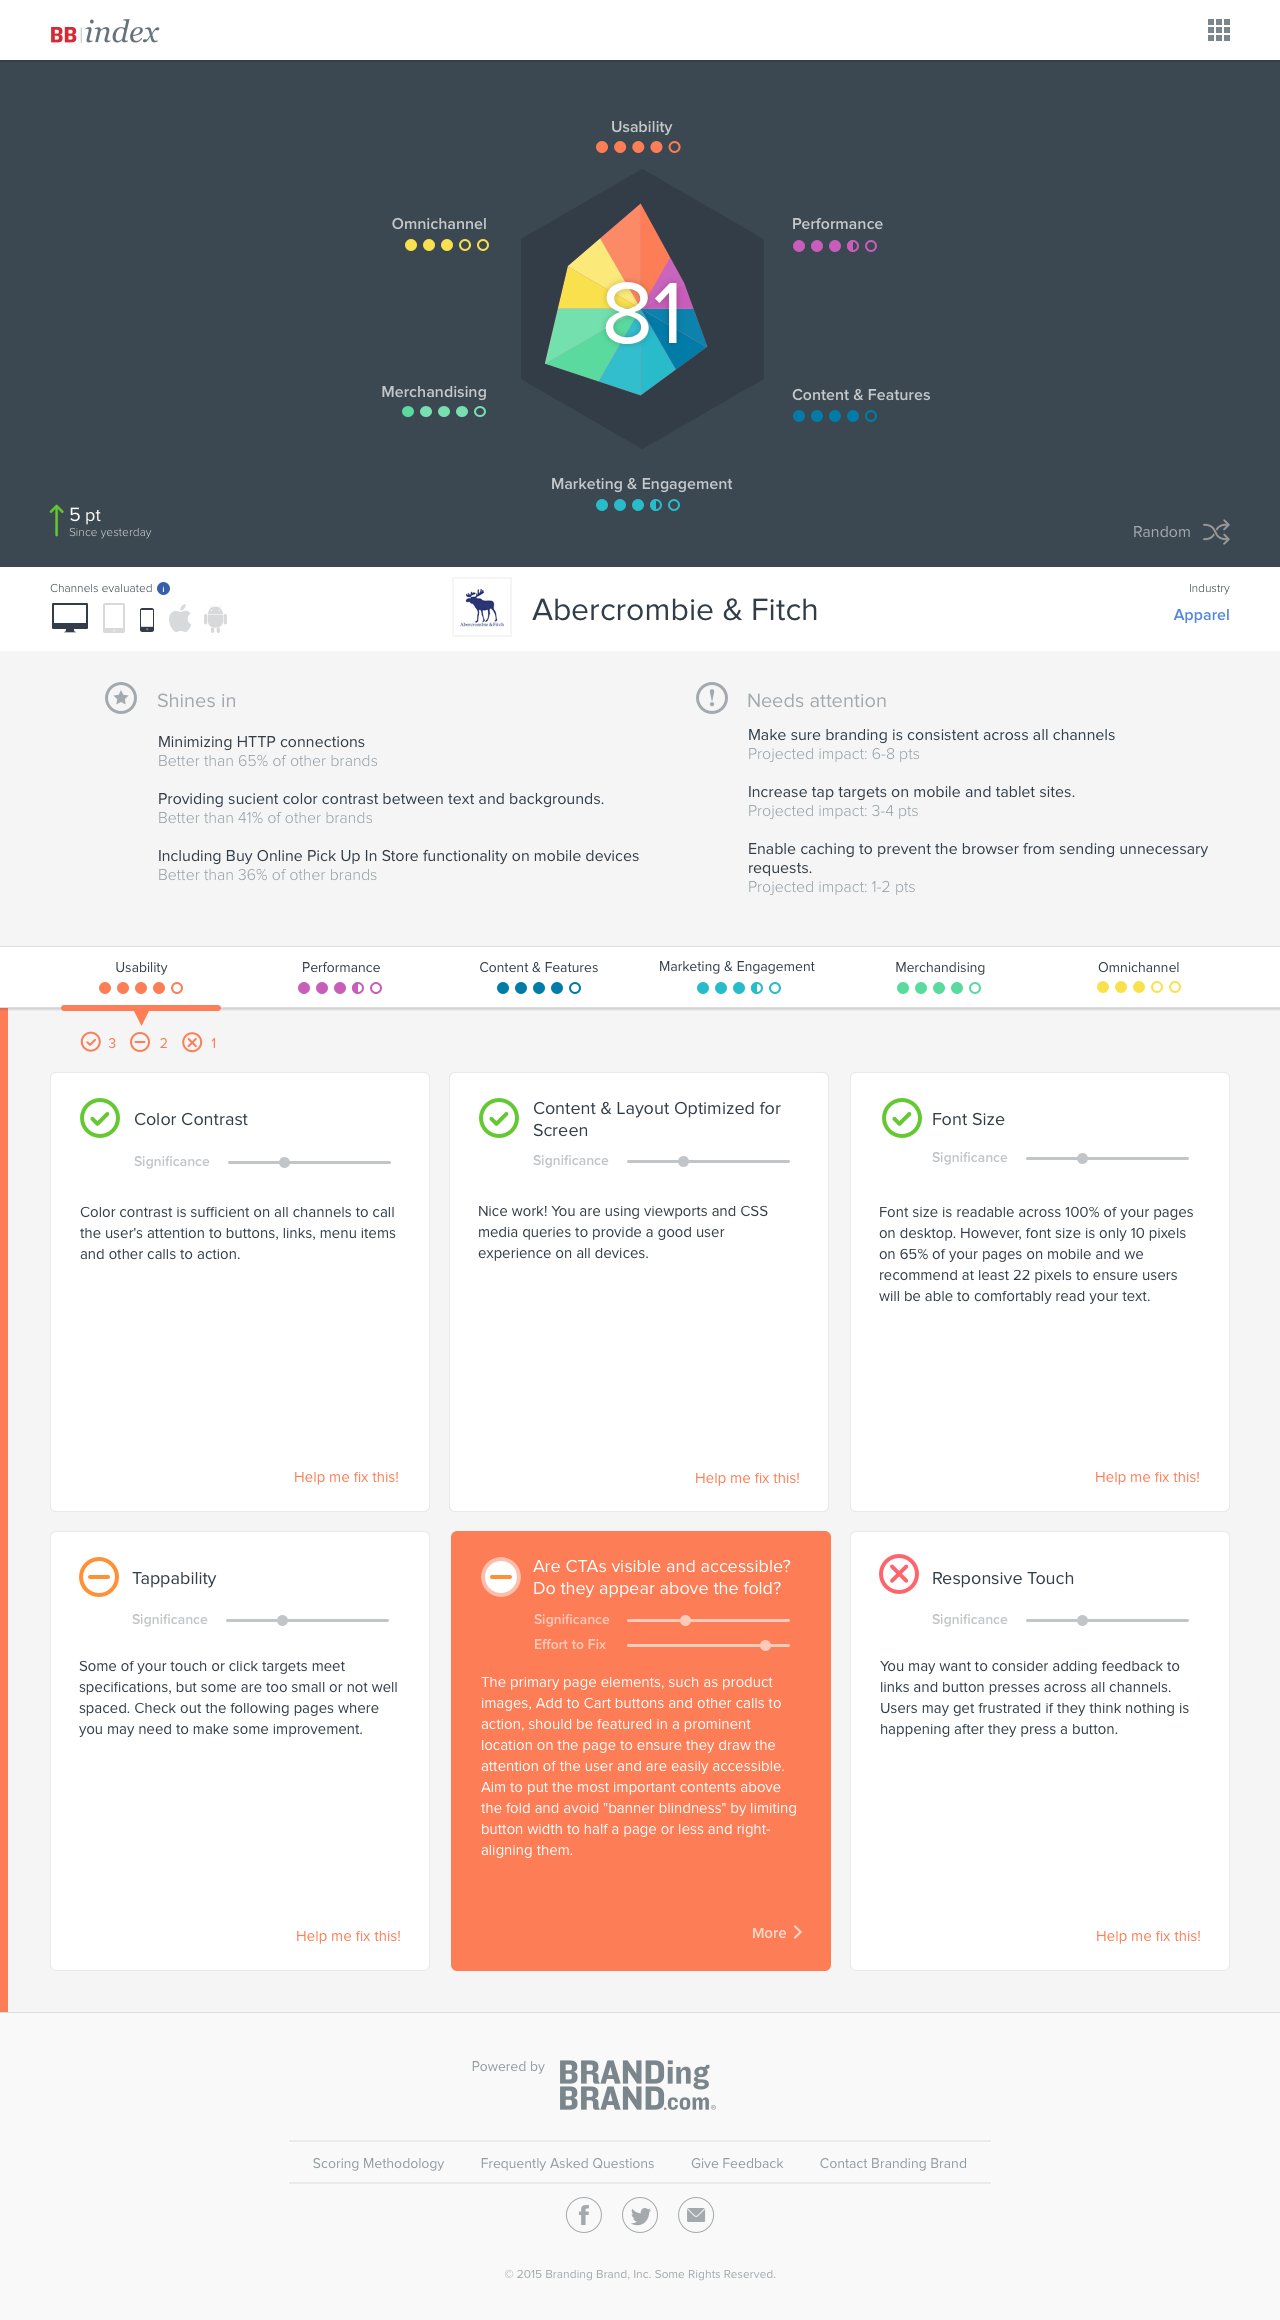 BB index
Usability
Omnichannel
Performance
81
Merchandising
Content & Features
Marketing & Engagement
5 pt
Since yesterday
Random
Channels evaluated i
Abercrombie & Fitch
Abercrombie & Fitch
Industry
Apparel
Shines in
Minimizing HTTP connections
Better than 65% of other brands
Providing sucient color contrast between text and backgrounds.
Better than 41% of other brands
Including Buy Online Pick Up In Store functionality on mobile devices
Better than 36% of other brands
Needs attention
Make sure branding is consistent across all channels
Projected impact: 6-8 pts
Increase tap targets on mobile and tablet sites.
Projected impact: 3-4 pts
Enable caching to prevent the browser from sending unnecessary
requests.
Projected impact: 1-2 pts
Usability
Performance
Content & Features
Marketing & Engagement
Merchandising
Omnichannel
3 2 1
Color Contrast
Significance
Color contrast is sufficient on all channels to call
the user's attention to buttons, links, menu items
and other calls to action.
Help me fix this!
Content & Layout Optimized for
Screen
Significance
Nice work! You are using viewports and CSS
media queries to provide a good user
experience on all devices.
Help me fix this!
Font Size
Significance
Font size is readable across 100% of your pages
on desktop. However, font size is only 10 pixels
on 65% of your pages on mobile and we
recommend at least 22 pixels to ensure users
will be able to comfortably read your text.
Help me fix this!
Tappability
Significance
Some of your touch or click targets meet
specifications, but some are too small or not well
spaced. Check out the following pages where
you may need to make some improvement.
Help me fix this!
Are CTAs visible and accessible?
Do they appear above the fold?
Significance
Effort to Fix
The primary page elements, such as product
images, Add to Cart buttons and other calls to
action, should be featured in a prominent
location on the page to ensure they draw the
attention of the user and are easily accessible.
Aim to put the most important contents above
the fold and avoid "banner blindness" by limiting
button width to half a page or less and right-
aligning them.
More
Responsive Touch
Significance
You may want to consider adding feedback to
links and button presses across all channels.
Users may get frustrated if they think nothing is
happening after they press a button.
Help me fix this!
Powered by
BRANDing
BRAND.com®
Scoring Methodology
Frequently Asked Questions
Give Feedback
Contact Branding Brand
© 2015 Branding Brand, Inc. Some Rights Reserved.